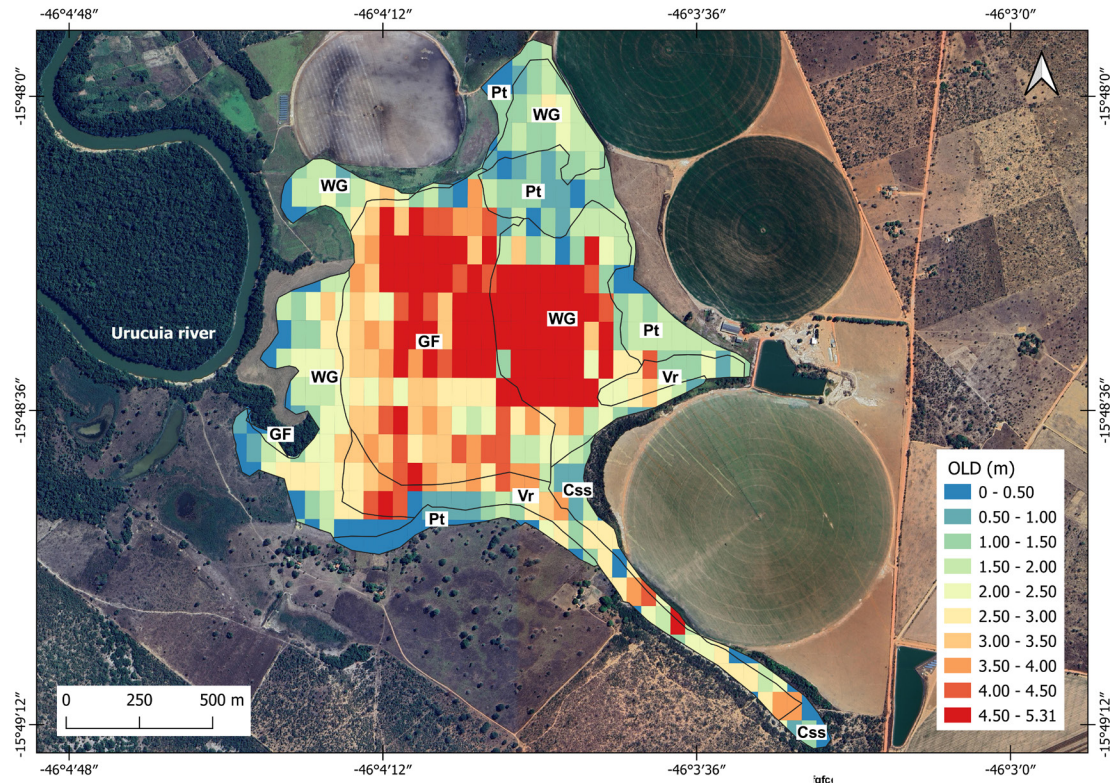 -46°4'48" -46°4'12" -46°3'36" -46°3'0"
-15°48'0" -15°48'0"
Pt
WG
WG
Pt
Urucuia river
WG
GF
Pt
WG
Vr
-15°48'36" -15°48'36"
GF
Css
Vr
Pt
OLD (m)
0 - 0.50
0.50 - 1.00
1.00 - 1.50
1.50 - 2.00
2.00 - 2.50
2.50 - 3.00
3.00 - 3.50
3.50 - 4.00
4.00 - 4.50
4.50 - 5.31
0 250 500 m
-15°49'12" -15°49'12"
Css
-46°4'48" -46°4'12" -46°3'36" -46°3'0"